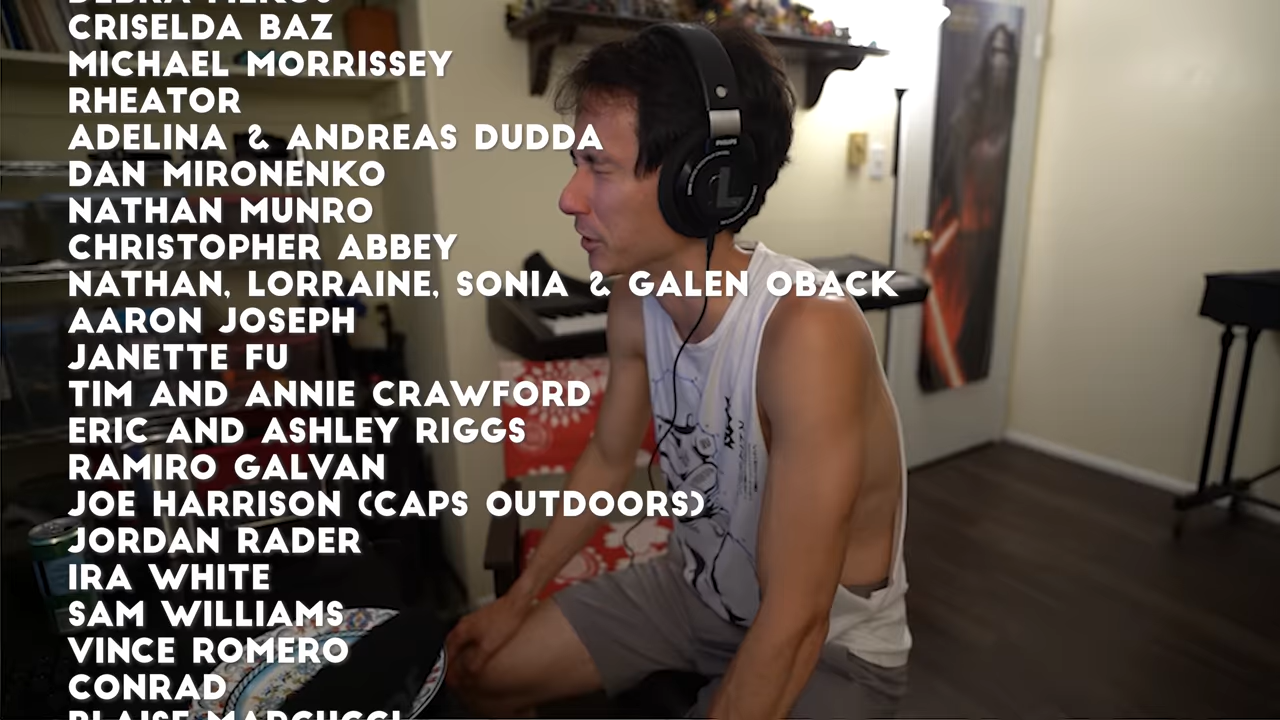 CRISELDA BAZ
MICHAEL MORRISSEY
RHEATOR
ADELINA & ANDREAS DUDDA
DAN MIRONENKO
NATHAN MUNRO
CHRISTOPHER ABBEY
NATHAN, LORRAINE, SONIA & GALEN OBACK
AARON JOSEPH
JANETTE FU
TIM AND ANNIE CRAWFORD
ERIC AND ASHLEY RIGGS
RAMIRO GALVAN
JOE HARRISON (CAPS OUTDOORS)
JORDAN RADER
IRA WHITE
SAM WILLIAMS
VINCE ROMERO
CONRAD
PHILIPS
L